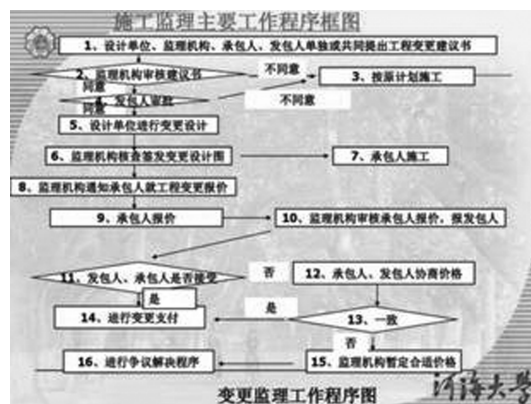 施工监理主要工作程序框图
1、设计单位、监理机构、承包人、发包人单独或共同提出工程变更建议书
2、监理机构审核建议书
不同意
3、按原计划施工
同意
4、发包人审批
不同意
同意
5、设计单位进行变更设计
6、监理机构核查签发变更设计图
7、承包人施工
8、监理机构通知承包人就工程变更报价
9、承包人报价
10、监理机构审核承包人报价，报发包人
11、发包人、承包人是否接受
否
12、承包人、发包人协商价格
是
14、进行变更支付
是
13、一致
否
16、进行争议解决程序
15、监理机构暂定合适价格
变更监理工作程序图
河海大学